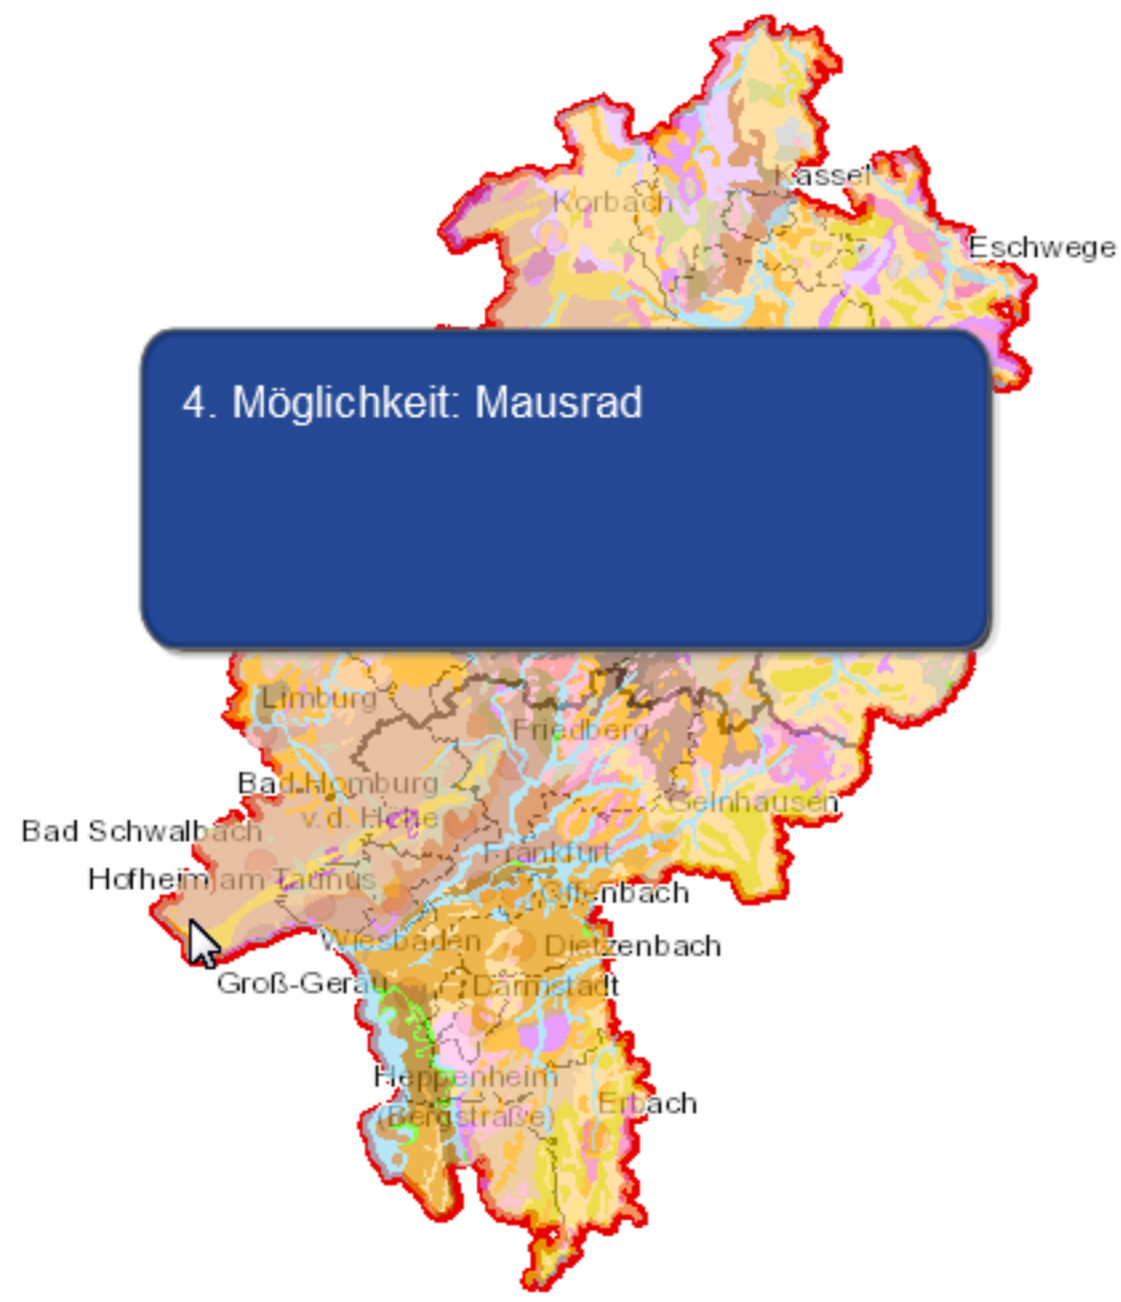 Kassel
Korbach
Eschwege
4. Möglichkeit: Mausrad
Limburg
Friedberg
Bad Homburg
v.d. Höhe
Gelnhausen
Bad Schwalbach
Frankfurt
Hofheim am Taunus
Offenbach
Wiesbaden
Dietzenbach
Groß-Gerau
Darmstadt
Heppenheim
(Bergstraße)
Erbach